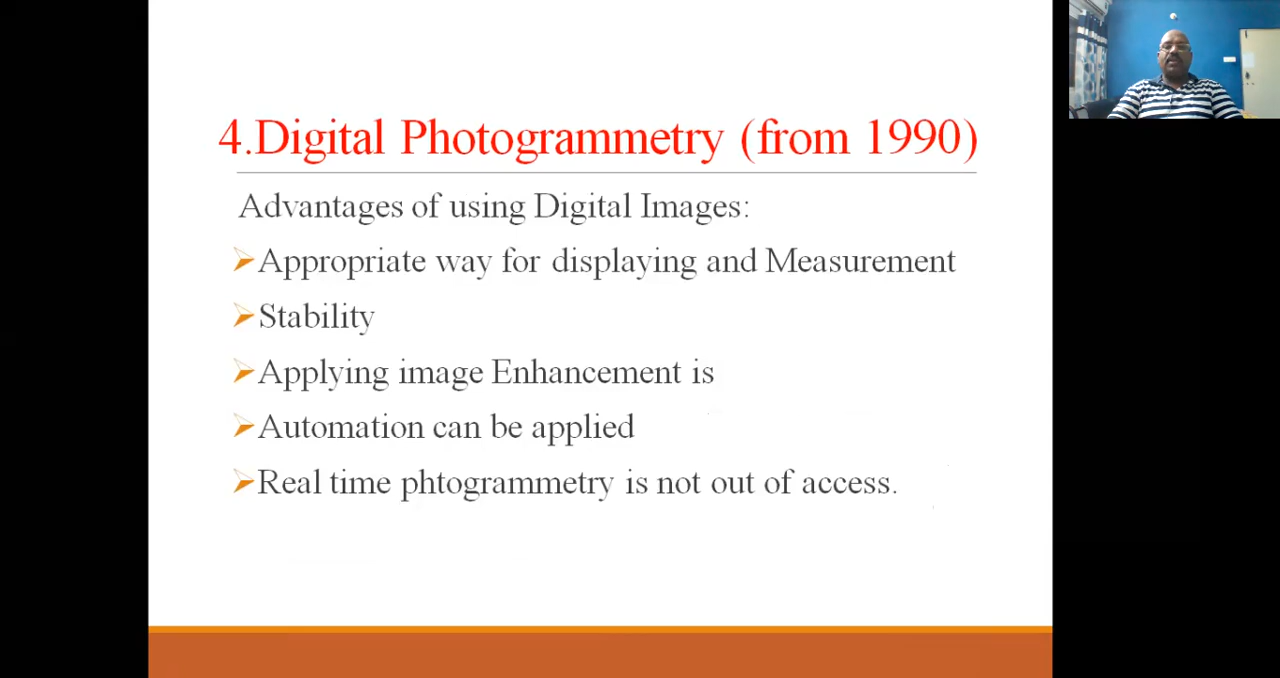 4.Digital Photogrammetry (from 1990)
Advantages of using Digital Images:
Appropriate way for displaying and Measurement
Stability
Applying image Enhancement is
Automation can be applied
Real time phtogrammetry is not out of access.